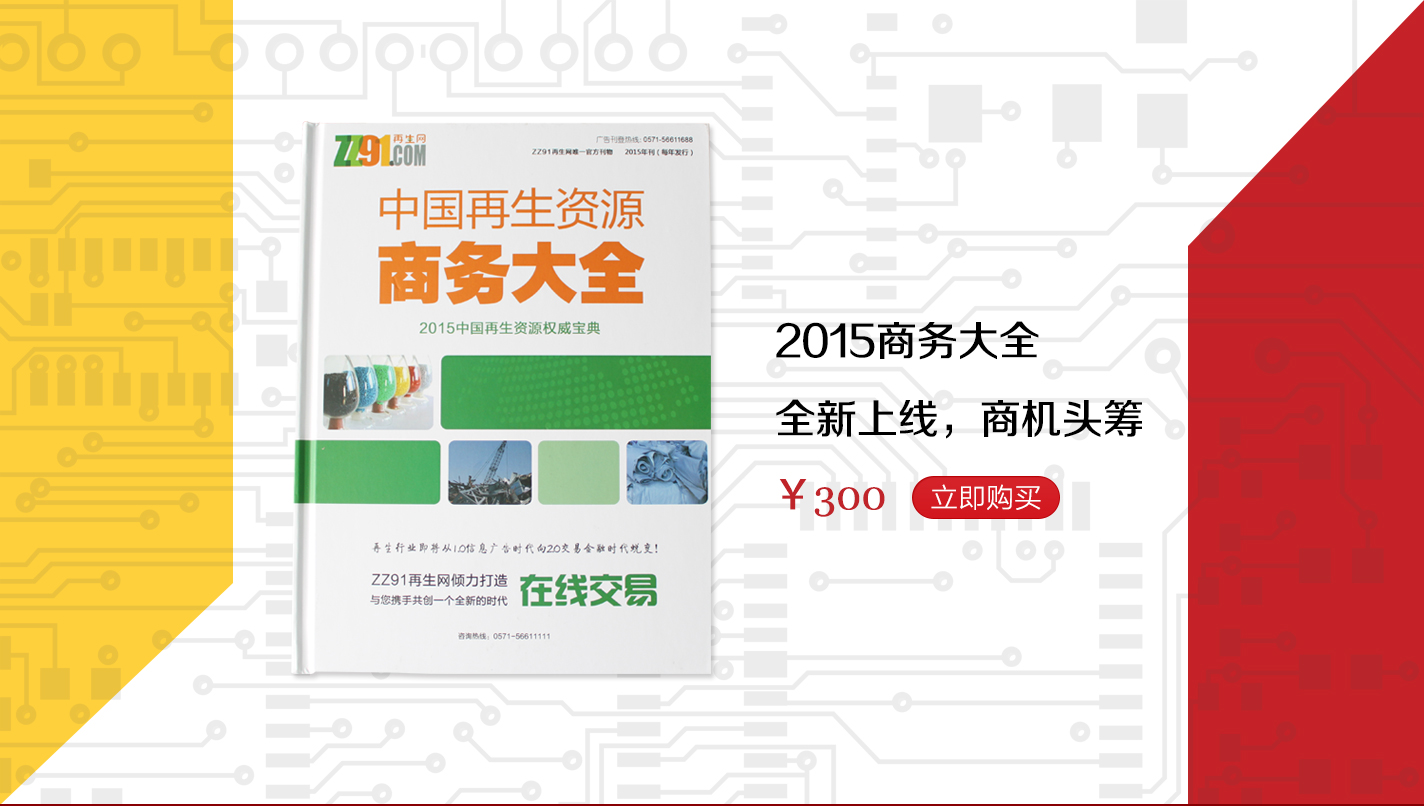 ZZ91.COM 再生网
广告刊登热线：0571-56611688
ZZ91再生网唯一官方刊物 2015年刊（每年发行）
中国再生资源
商务大全
2015中国再生资源权威宝典
再生行业即将从1.0信息广告时代向2.0交易金融时代蜕变！
ZZ91再生网倾力打造
与您携手共创一个全新的时代
在线交易
咨询热线：0571-56611111
2015商务大全
全新上线，商机头筹
￥300
立即购买